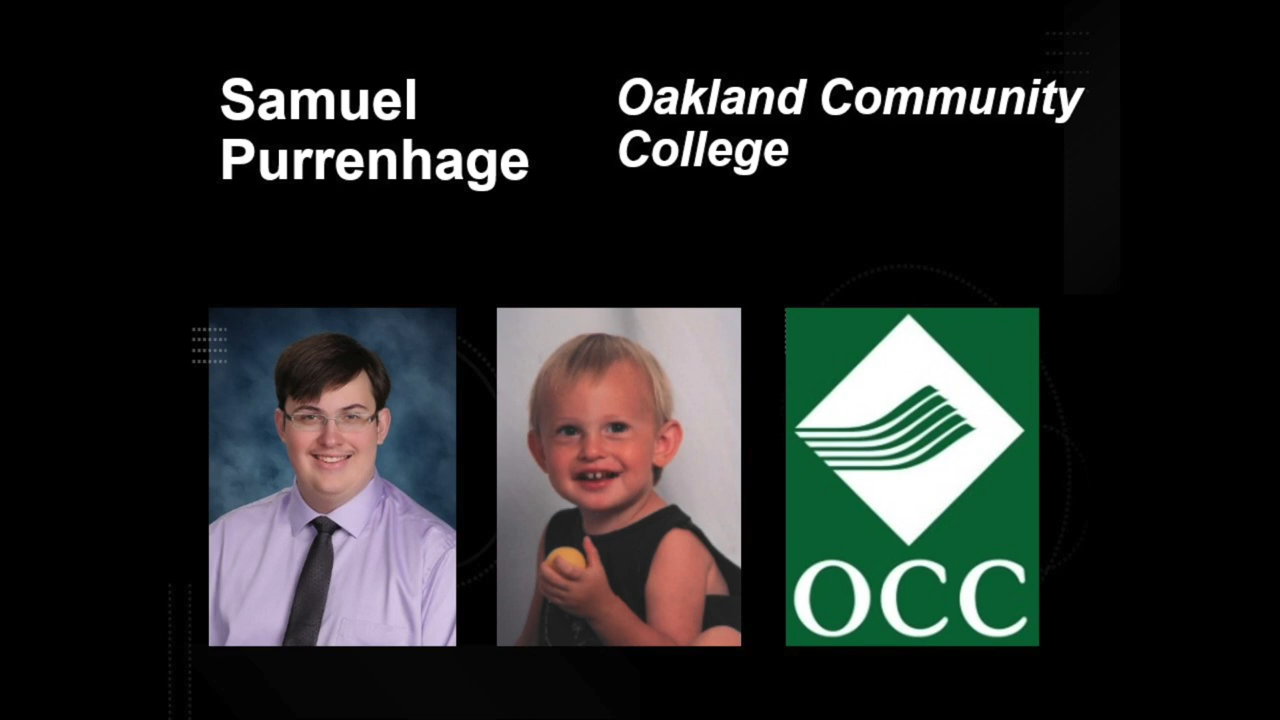 Samuel
Purrenhage
Oakland Community
College
OCC